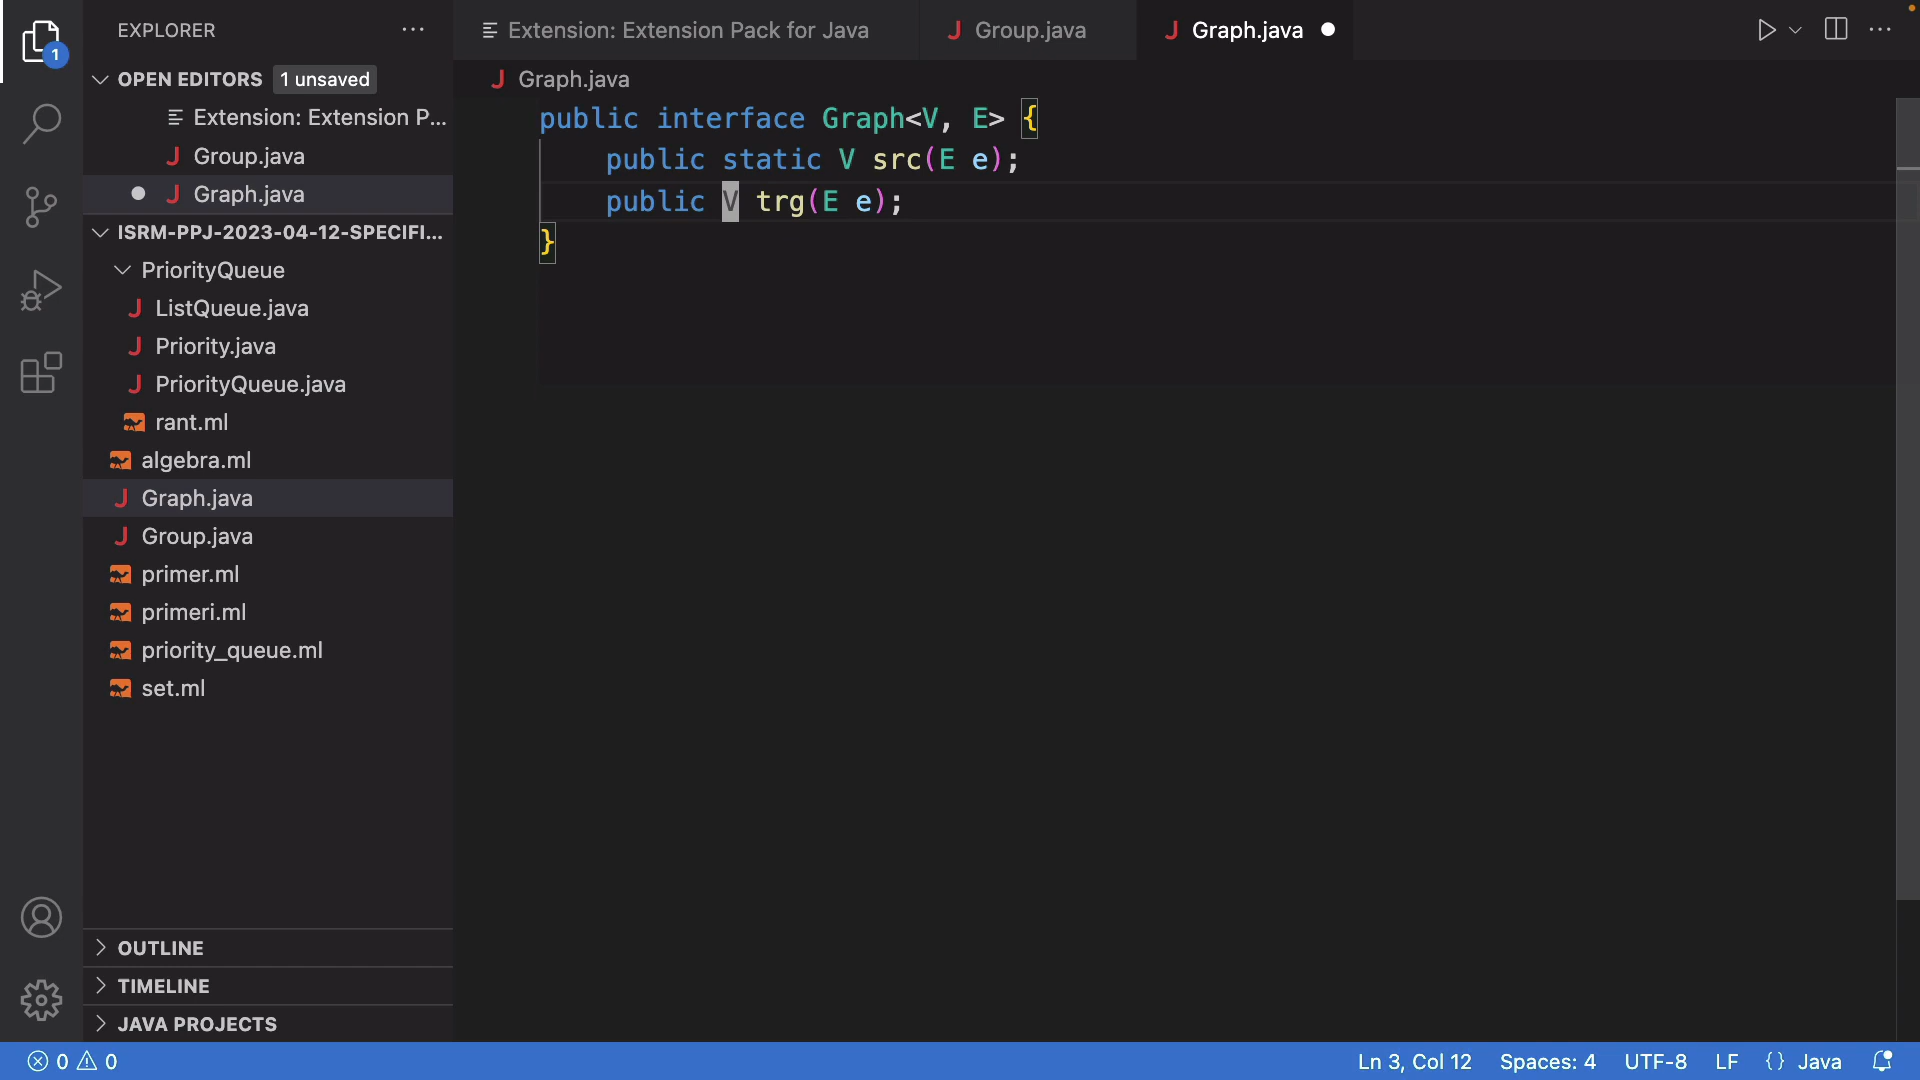 EXPLORER
OPEN EDITORS 1 unsaved
Extension: Extension P...
Group.java
Graph.java
ISRM-PPJ-2023-04-12-SPECIFI...
PriorityQueue
ListQueue.java
Priority.java
PriorityQueue.java
rant.ml
algebra.ml
Graph.java
Group.java
primer.ml
primeri.ml
priority_queue.ml
set.ml
OUTLINE
TIMELINE
JAVA PROJECTS
1
Extension: Extension Pack for Java Group.java Graph.java
Graph.java
public interface Graph<V, E> {
public static V src(E e);
public V trg(E e);
}
0 0 Ln 3, Col 12 Spaces: 4 UTF-8 LF {} Java